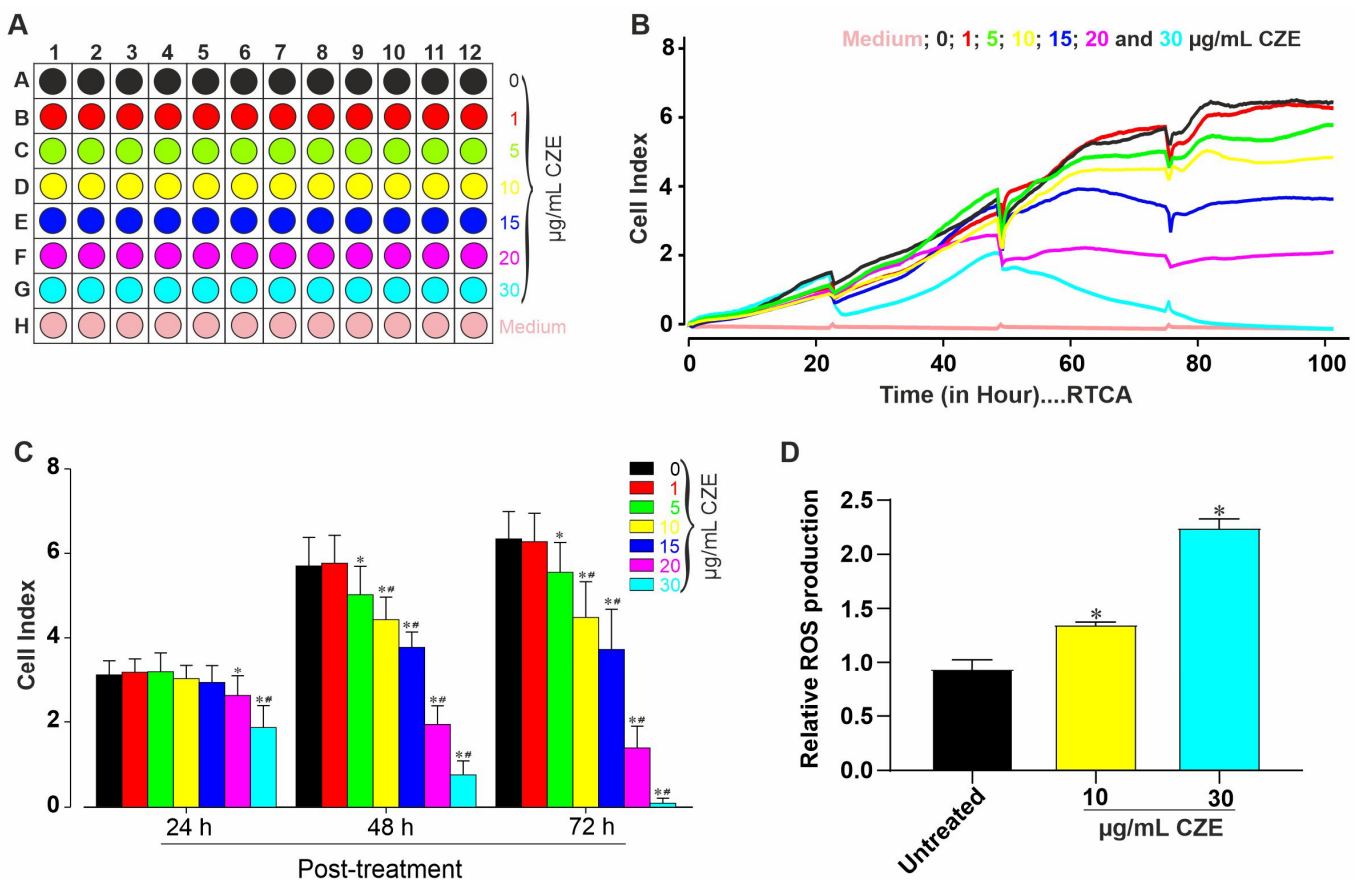 A
1 2 3 4 5 6 7 8 9 10 11 12
A 0
B 1
C 5
D 10
E 15
F 20
G 30
H Medium
µg/mL CZE
B
Medium; 0; 1; 5; 10; 15; 20 and 30 µg/mL CZE
8
6
4
2
0
Cell Index
0 20 40 60 80 100
Time (in Hour)....RTCA
C
8
6
4
2
0
Cell Index
0
1
5
10
15
20
30
µg/mL CZE
* *#
* *# *# *# *#
* *# *# *# *#
24 h 48 h 72 h
Post-treatment
D
2.5
2.0
1.5
1.0
0.5
0.0
Relative ROS production
* *
Untreated 10 30
µg/mL CZE